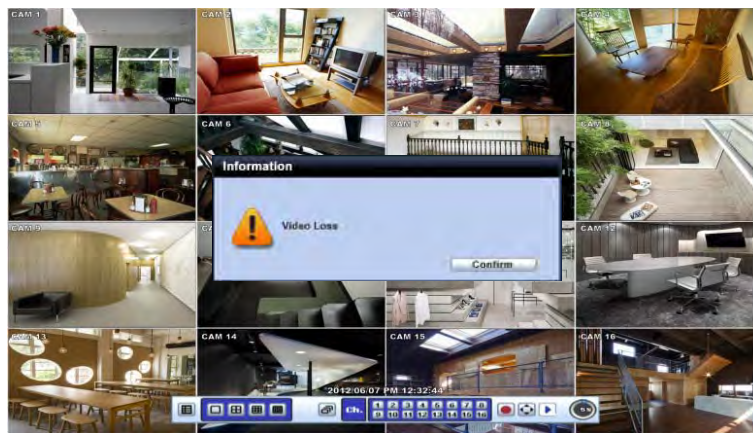 CAM 1
CAM 2
CAM 3
CAM 4
CAM 5
CAM 6
CAM 7
CAM 8
Information
Video Loss
Confirm
CAM 9
CAM 12
CAM 13
CAM 14
CAM 15
CAM 16
2012/06/07 PM 12:32:44
Ch.
1 2 3 4 5 6 7 8
9 10 11 12 13 14 15 16